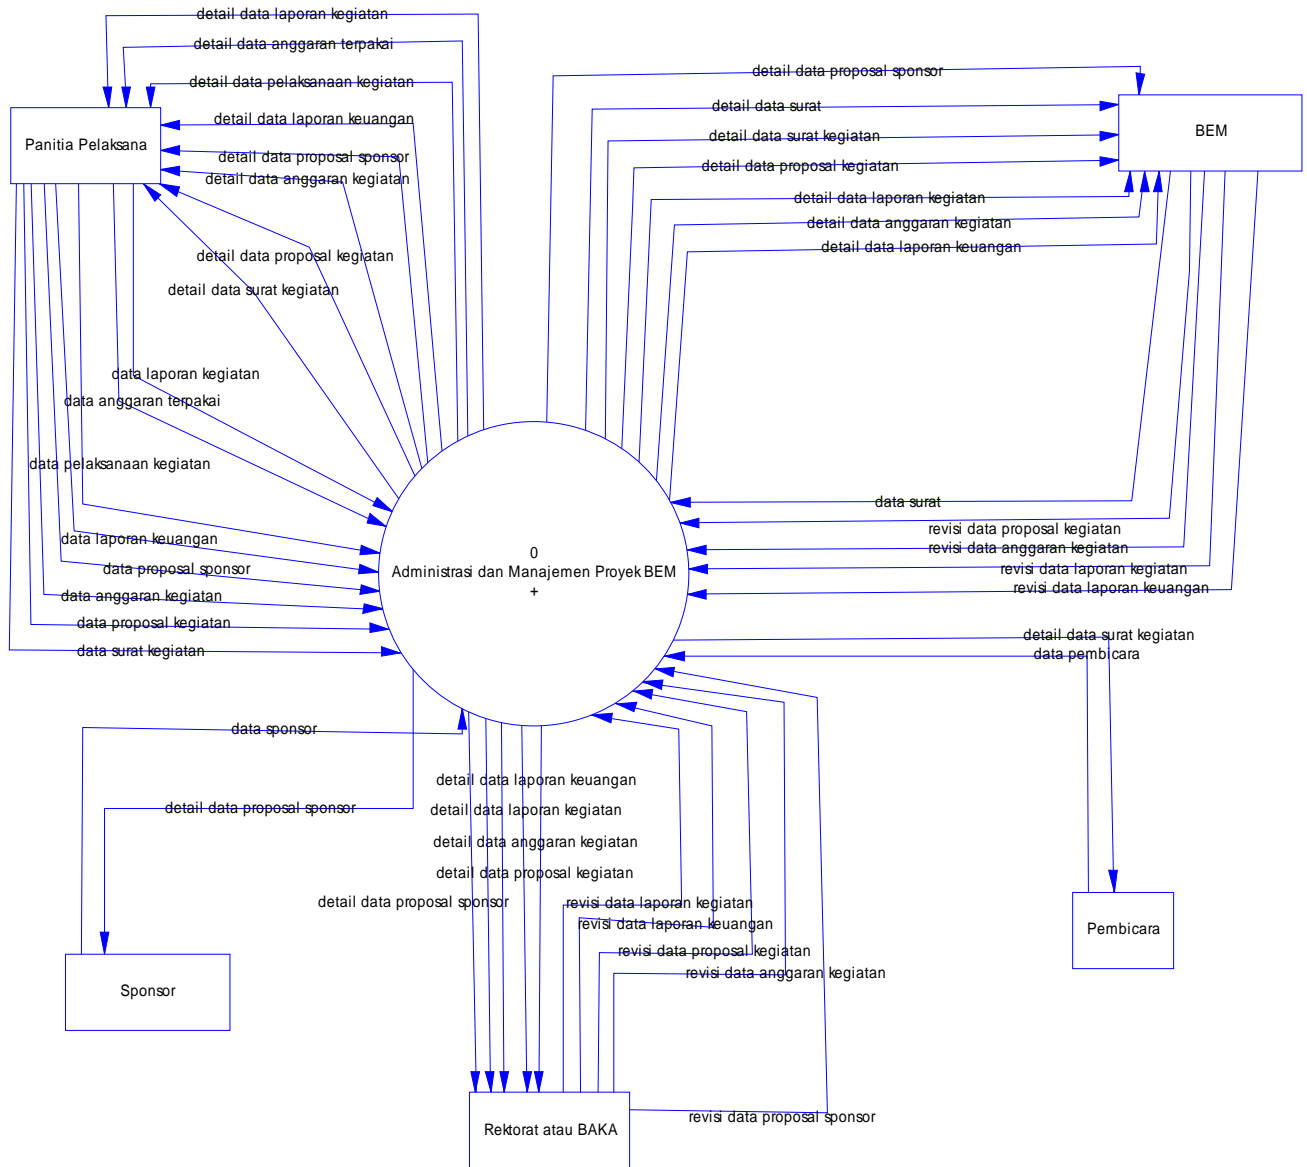 detail data laporan kegiatan
detail data anggaran terpakai
detail data pelaksanaan kegiatan
detail data laporan keuangan
detail data proposal sponsor
detail data anggaran kegiatan
Panitia Pelaksana
detail data proposal kegiatan
detail data surat kegiatan
data laporan kegiatan
data anggaran terpakai
data pelaksanaan kegiatan
data laporan keuangan
data proposal sponsor
data anggaran kegiatan
data proposal kegiatan
data surat kegiatan
detail data proposal sponsor
detail data surat
detail data surat kegiatan
detail data proposal kegiatan
BEM
detail data laporan kegiatan
detail data anggaran kegiatan
detail data laporan keuangan
data surat
revisi data proposal kegiatan
revisi data anggaran kegiatan
revisi data laporan kegiatan
revisi data laporan keuangan
0
Administrasi dan Manajemen Proyek BEM
+
detail data surat kegiatan
data pembicara
Pembicara
data sponsor
detail data proposal sponsor
Sponsor
detail data laporan keuangan
detail data laporan kegiatan
detail data anggaran kegiatan
detail data proposal kegiatan
detail data proposal sponsor
revisi data laporan kegiatan
revisi data laporan keuangan
revisi data proposal kegiatan
revisi data anggaran kegiatan
revisi data proposal sponsor
Rektorat atau BAKA